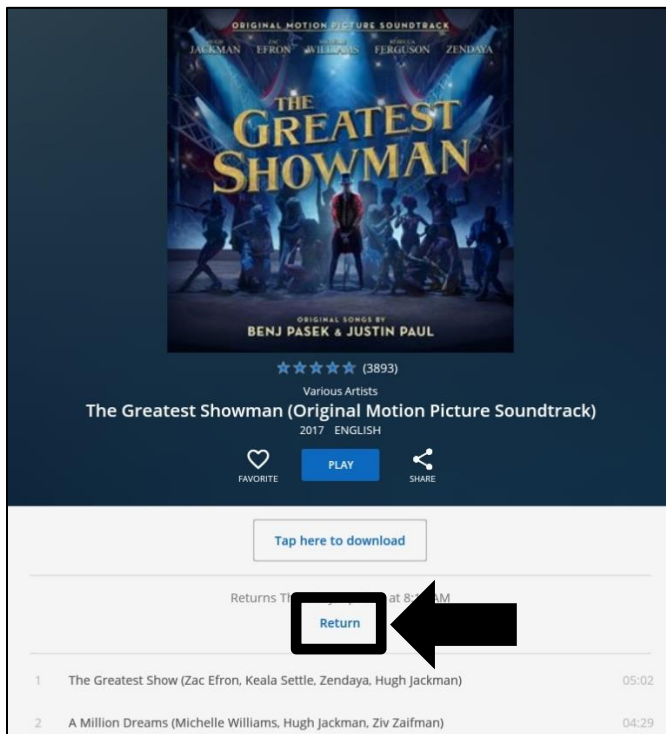 ORIGINAL MOTION PICTURE SOUNDTRACK
JACKMAN EFRON WILLIAMS FERGUSON ZENDAYA
THE
GREATEST
SHOWMAN
ORIGINAL SONGS BY
BENJ PASEK & JUSTIN PAUL
(3893)
Various Artists
The Greatest Showman (Original Motion Picture Soundtrack)
2017 ENGLISH
FAVORITE PLAY SHARE
Tap here to download
Returns at AM
Return
1 The Greatest Show (Zac Efron, Keala Settle, Zendaya, Hugh Jackman) 05:02
2 A Million Dreams (Michelle Williams, Hugh Jackman, Ziv Zaifman) 04:29